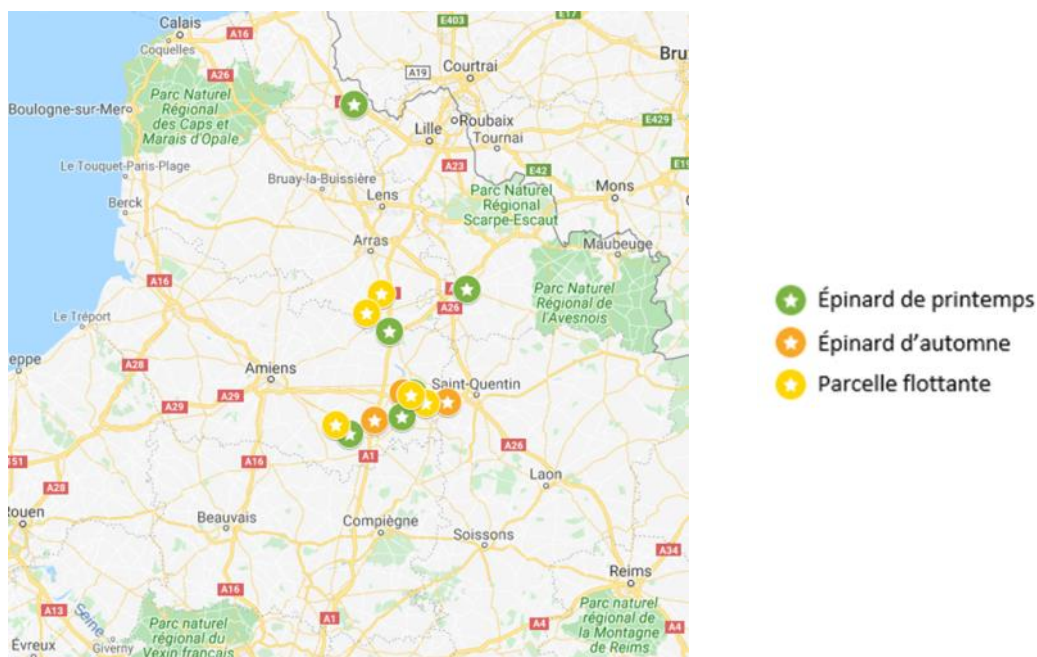 Calais
A16
E403
E17
Coquelles
Bru
A26
A19
Courtrai
Parc Naturel
Régional
des Caps et
Marais d'Opale
Boulogne-sur-Mer
Roubaix
Lille
Tournai
E429
Le Touquet-Paris-Plage
A23
E42
E19
Bruay-la-Buissière
Parc Naturel
Régional
Scarpe-Escaut
Mons
Berck
Lens
Arras
Maubeuge
A16
A26
Parc Naturel
Régional de
l'Avesnois
Le Tréport
eppe
A28
Amiens
Saint-Quentin
A29
A29
A1
A26
A16
A28
Laon
ouen
Beauvais
Compiègne
Soissons
A34
A16
Reims
A13
Seine
A1
Parc naturel
régional du
Vexin français
A4
Parc naturel
régional de
la Montagne
de Reims
A4
Évreux
Giverny
Épinard de printemps
Épinard d'automne
Parcelle flottante